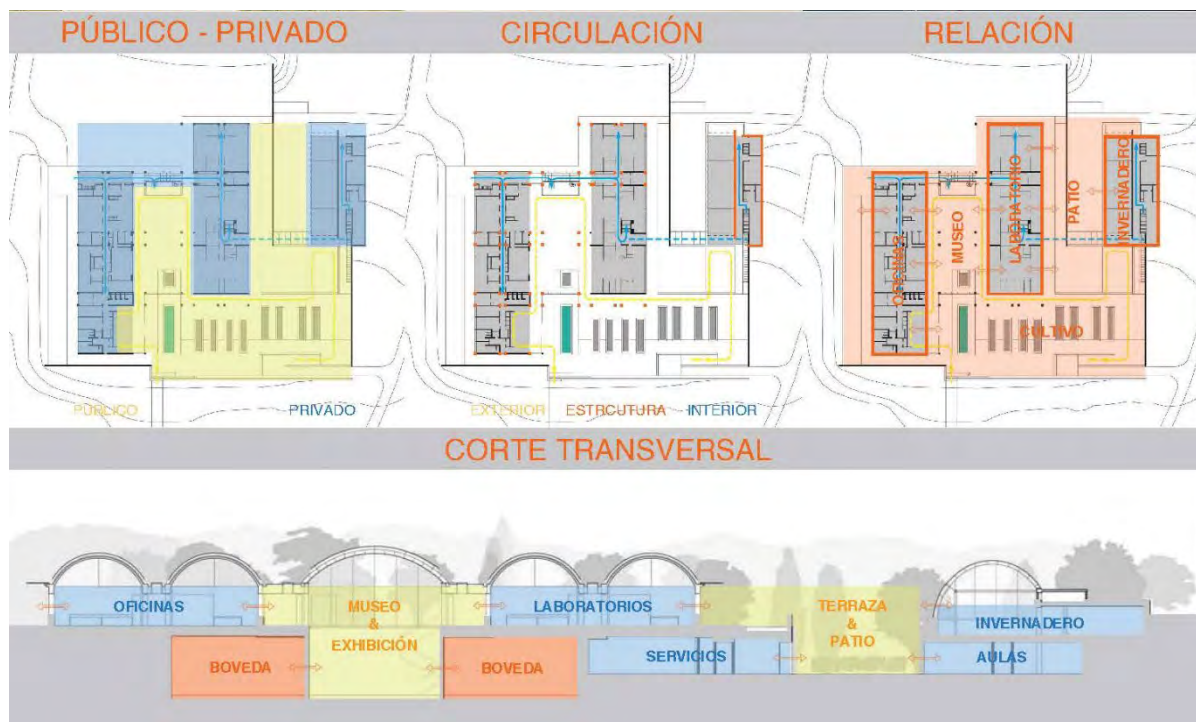 PÚBLICO - PRIVADO
CIRCULACIÓN
RELACIÓN
PÚBLICO
PRIVADO
EXTERIOR
ESTRCUTURA
INTERIOR
OFICINAS
MUSEO
LABORATORIO
PATIO
INVERNADERO
CULTIVO
CORTE TRANSVERSAL
OFICINAS
MUSEO
&
EXHIBICIÓN
LABORATORIOS
TERRAZA
&
PATIO
INVERNADERO
BOVEDA
BOVEDA
SERVICIOS
AULAS